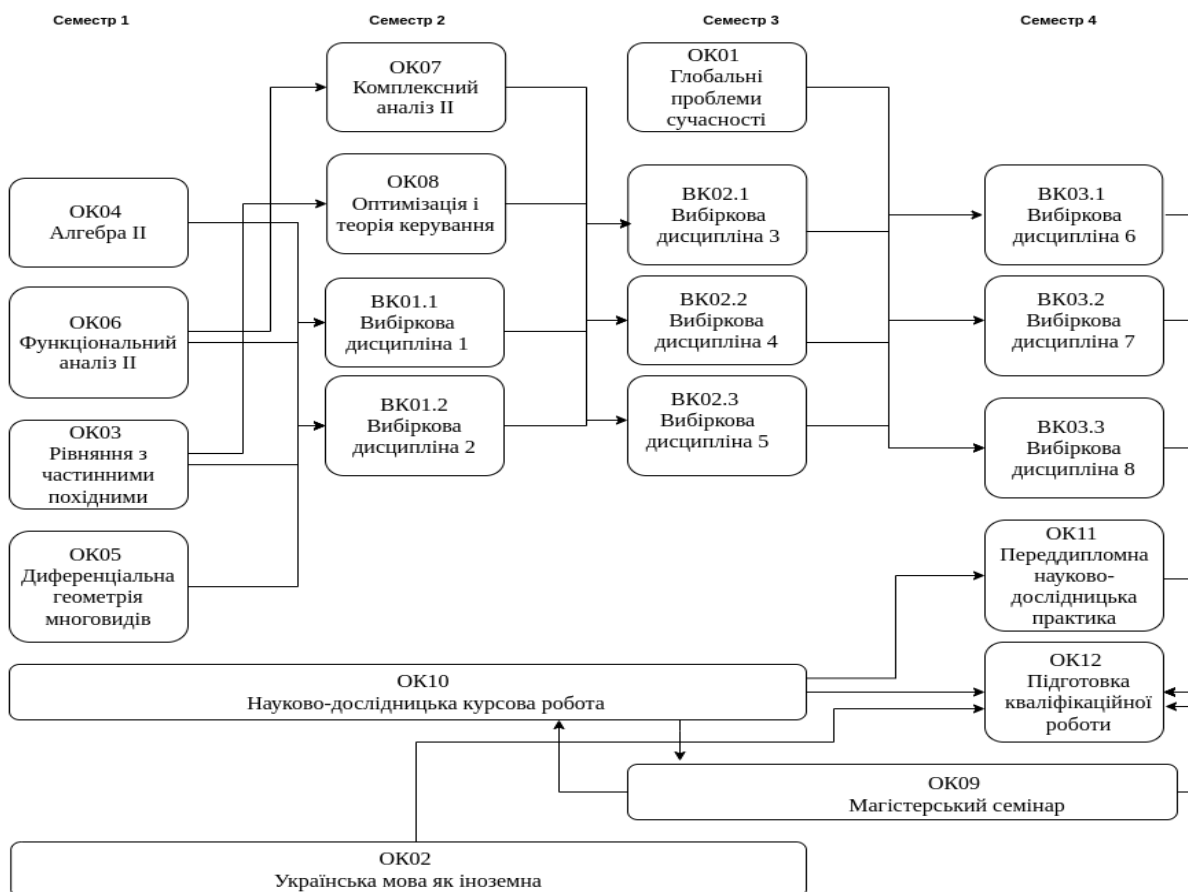 Семестр 1
Семестр 2
Семестр 3
Семестр 4
ОК04
Алгебра II
ОК06
Функціональний
аналіз II
ОК03
Рівняння з
частинними
похідними
ОК05
Диференціальна
геометрія
многовидів
ОК07
Комплексний
аналіз II
ОК08
Оптимізація і
теорія керування
ВК01.1
Вибіркова
дисципліна 1
ВК01.2
Вибіркова
дисципліна 2
ОК01
Глобальні
проблеми
сучасності
ВК02.1
Вибіркова
дисципліна 3
ВК02.2
Вибіркова
дисципліна 4
ВК02.3
Вибіркова
дисципліна 5
ВК03.1
Вибіркова
дисципліна 6
ВК03.2
Вибіркова
дисципліна 7
ВК03.3
Вибіркова
дисципліна 8
ОК11
Переддипломна
науково-
дослідницька
практика
ОК12
Підготовка
кваліфікаційної
роботи
ОК10
Науково-дослідницька курсова робота
ОК09
Магістерський семінар
ОК02
Українська мова як іноземна